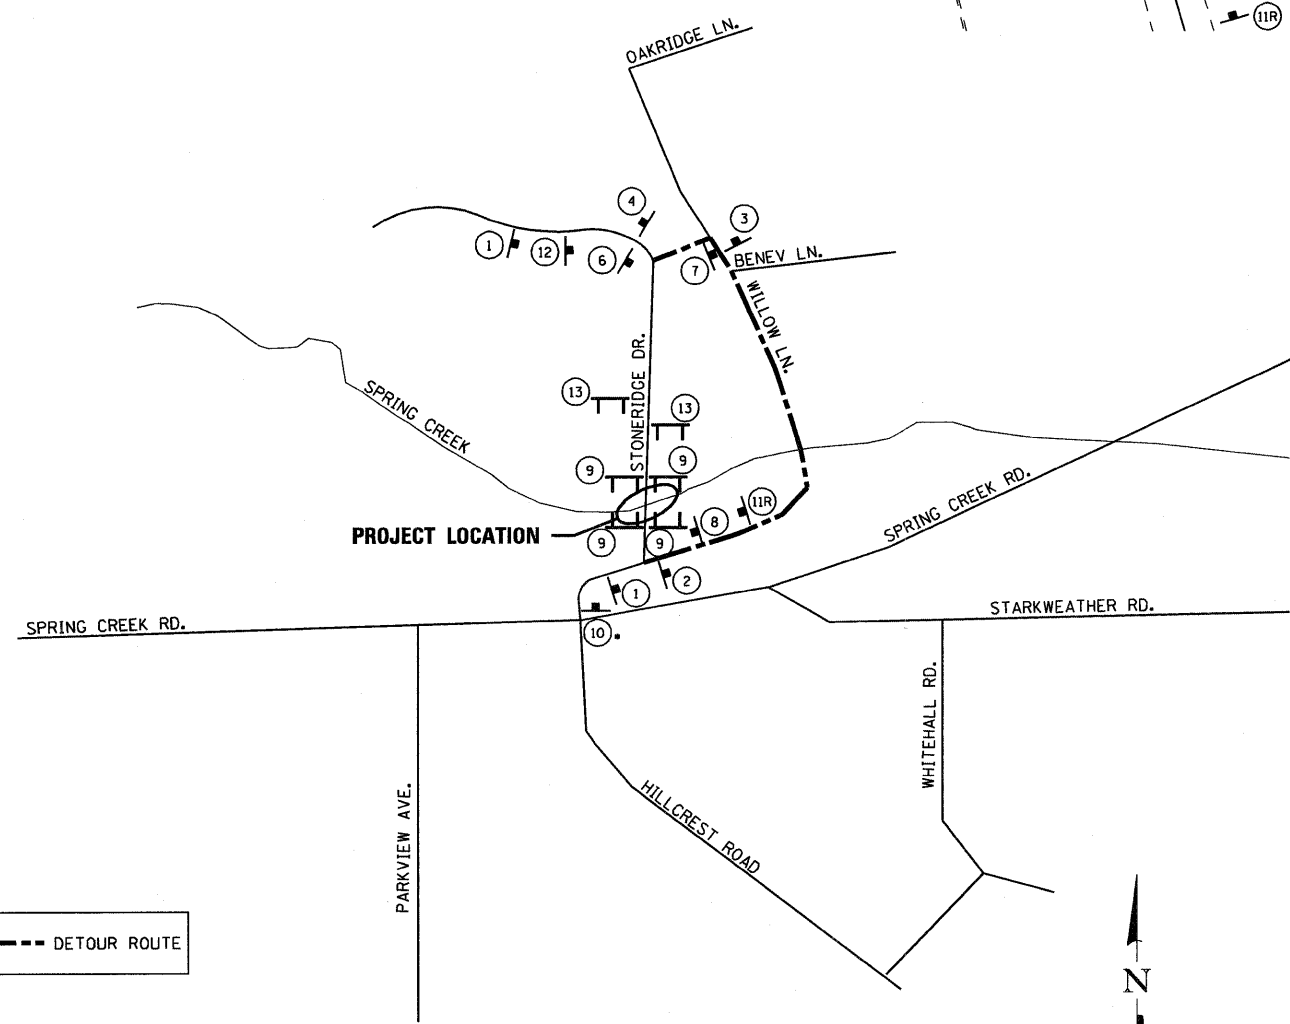 OAKRIDGE LN.
11R
4
3
1
12
6
7
BENEV LN.
WILLOW LN.
STONERIDGE DR.
13
13
SPRING CREEK
9
9
11R
8
PROJECT LOCATION
9
9
SPRING CREEK RD.
2
1
STARKWEATHER RD.
SPRING CREEK RD.
10
WHITEHALL RD.
PARKVIEW AVE.
HILLCREST ROAD
DETOUR ROUTE
N